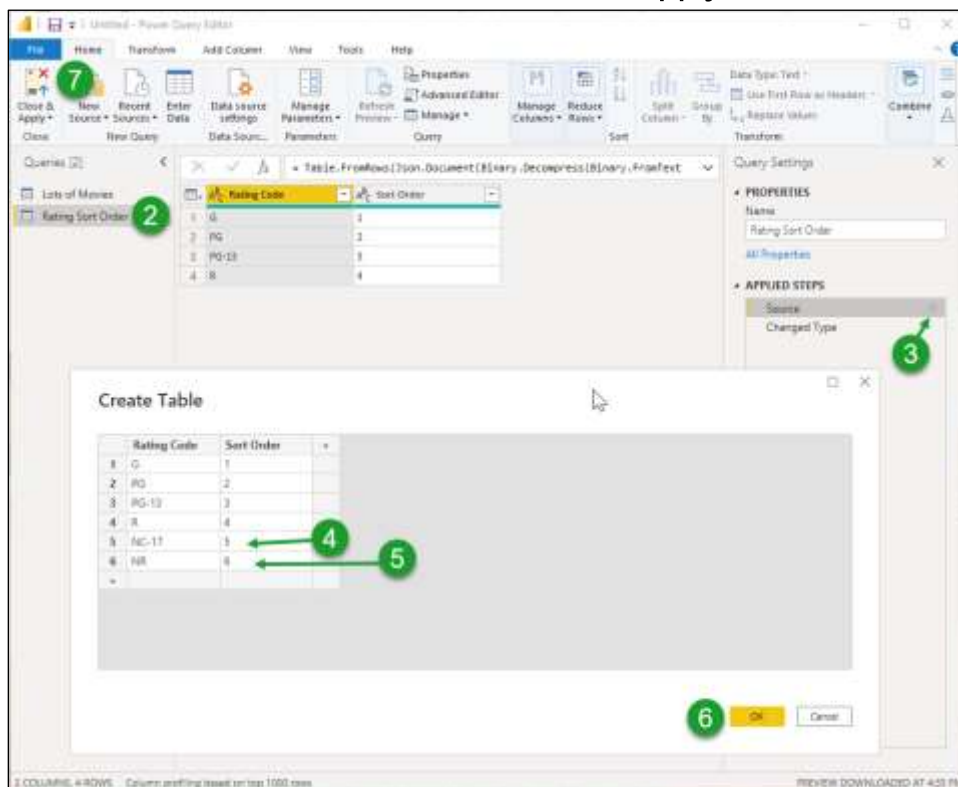 Untitled - Power Query Editor
File Home Transform Add Column View Tools Help
7
Close & Apply
New Source
Recent Sources
Enter Data
Data source settings
Manage Parameters
Refresh Preview
Properties
Advanced Editor
Manage
Manage Columns
Reduce Rows
Split Column
Group By
Data Type: Text
Use First Row as Headers
Replace Values
Combine
Close New Query Data Sourc... Parameters Query Sort Transform
Queries [2]
Lots of Movies
Rating Sort Order
2
= Table.FromRows(Json.Document(Binary.Decompress(Binary.FromText
Rating Code Sort Order
1 G 1
2 PG 2
3 PG-13 3
4 R 4
Query Settings
PROPERTIES
Name
Rating Sort Order
All Properties
APPLIED STEPS
Source
Changed Type
3
Create Table
Rating Code Sort Order +
1 G 1
2 PG 2
3 PG-13 3
4 R 4
5 NC-17 5
6 NR 6
4
5
6
OK Cancel
2 COLUMNS, 4 ROWS Column profiling based on top 1000 rows
PREVIEW DOWNLOADED AT 4:51 PM